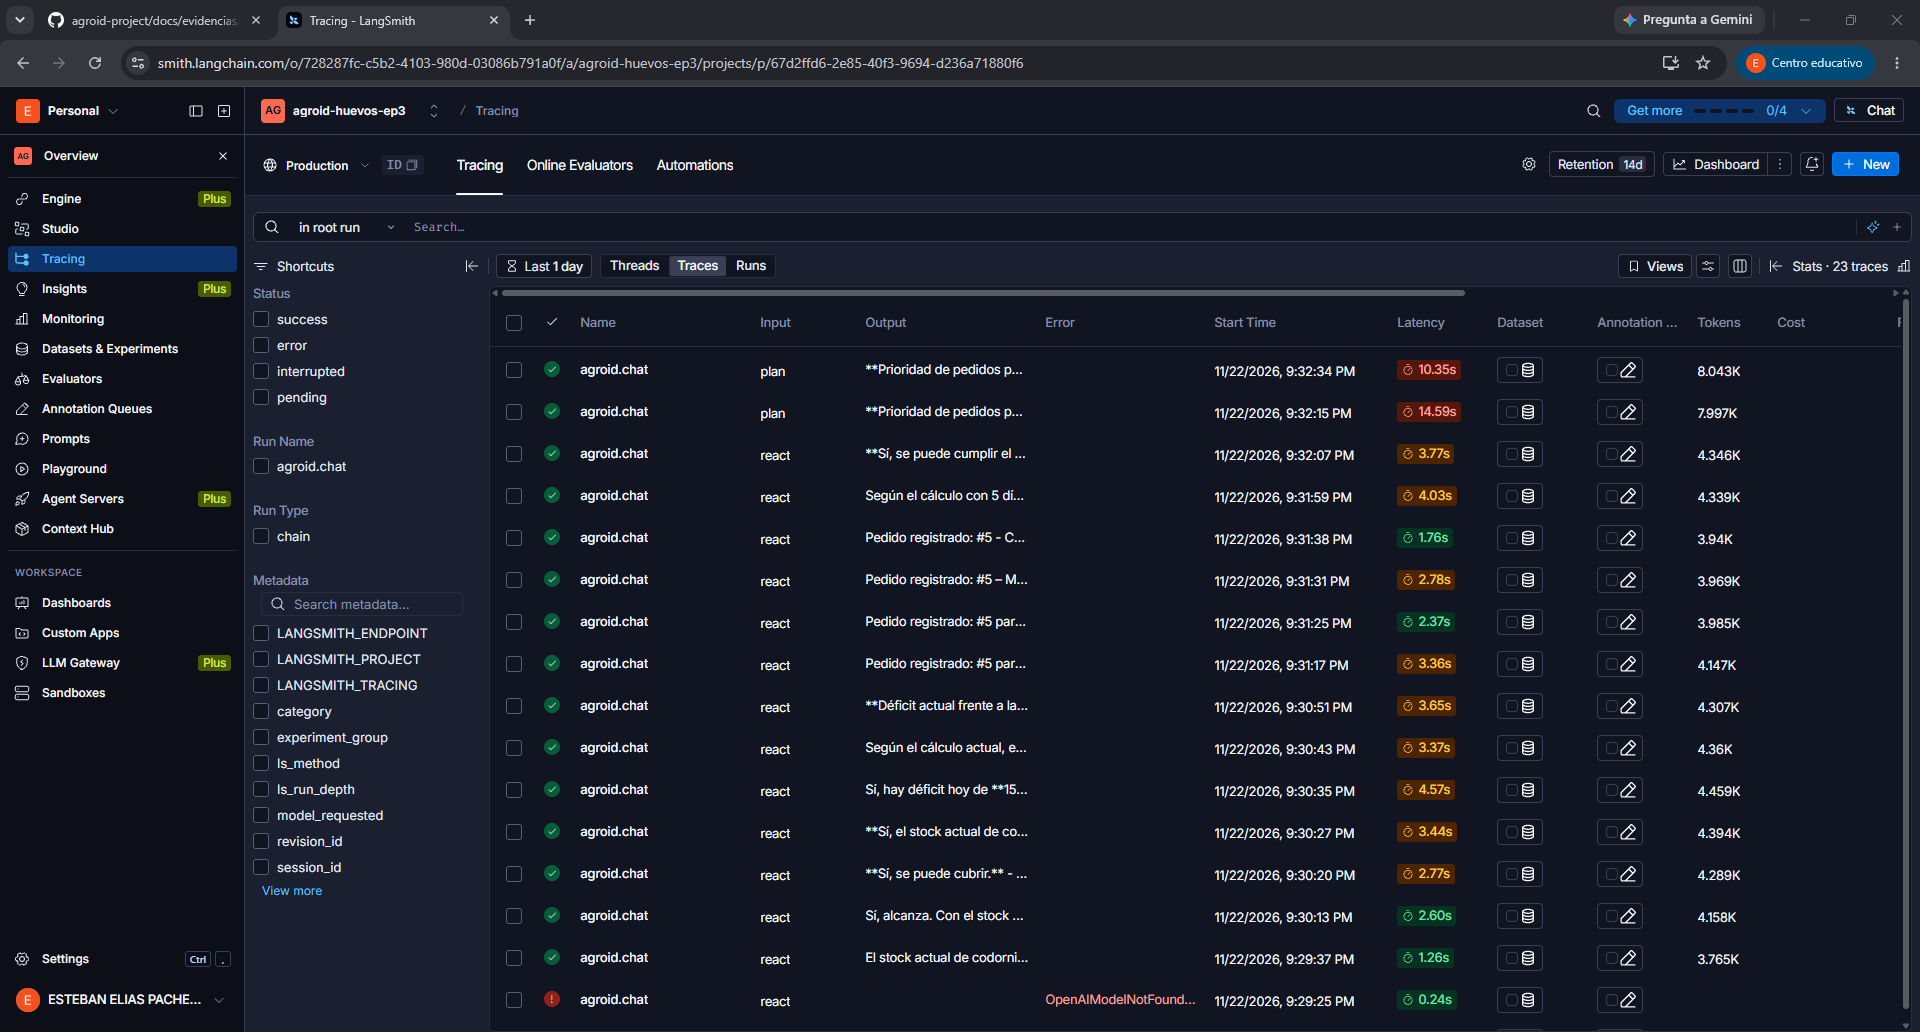 agroid-project/docs/evidencias
Tracing - LangSmith
Pregunta a Gemini
smith.langchain.com/o/728287fc-c5b2-4103-980d-03086b791a0f/a/agroid-huevos-ep3/projects/p/67d2ffd6-2e85-40f3-9694-d236a71880f6
E Centro educativo
E Personal
AG agroid-huevos-ep3 / Tracing
Get more 0/4
Chat
AG Overview
Production ID
Tracing Online Evaluators Automations
Retention 14d
Dashboard
New
Engine Plus
Studio
Tracing
Insights Plus
Monitoring
Datasets & Experiments
Evaluators
Annotation Queues
Prompts
Playground
Agent Servers Plus
Context Hub
WORKSPACE
Dashboards
Custom Apps
LLM Gateway Plus
Sandboxes
Settings Ctrl .
E ESTEBAN ELIAS PACHE...
in root run Search...
Shortcuts
Status
success
error
interrupted
pending
Run Name
agroid.chat
Run Type
chain
Metadata
Search metadata...
LANGSMITH_ENDPOINT
LANGSMITH_PROJECT
LANGSMITH_TRACING
category
experiment_group
ls_method
ls_run_depth
model_requested
revision_id
session_id
View more
Last 1 day Threads Traces Runs
Views
Stats · 23 traces
Name Input Output Error Start Time Latency Dataset Annotation ... Tokens Cost
agroid.chat plan **Prioridad de pedidos p... 11/22/2026, 9:32:34 PM 10.35s 8.043K
agroid.chat plan **Prioridad de pedidos p... 11/22/2026, 9:32:15 PM 14.59s 7.997K
agroid.chat react **Sí, se puede cumplir el ... 11/22/2026, 9:32:07 PM 3.77s 4.346K
agroid.chat react Según el cálculo con 5 dí... 11/22/2026, 9:31:59 PM 4.03s 4.339K
agroid.chat react Pedido registrado: #5 - C... 11/22/2026, 9:31:38 PM 1.76s 3.94K
agroid.chat react Pedido registrado: #5 – M... 11/22/2026, 9:31:31 PM 2.78s 3.969K
agroid.chat react Pedido registrado: #5 par... 11/22/2026, 9:31:25 PM 2.37s 3.985K
agroid.chat react Pedido registrado: #5 par... 11/22/2026, 9:31:17 PM 3.36s 4.147K
agroid.chat react **Déficit actual frente a la... 11/22/2026, 9:30:51 PM 3.65s 4.307K
agroid.chat react Según el cálculo actual, e... 11/22/2026, 9:30:43 PM 3.37s 4.36K
agroid.chat react Sí, hay déficit hoy de **15... 11/22/2026, 9:30:35 PM 4.57s 4.459K
agroid.chat react **Sí, el stock actual de co... 11/22/2026, 9:30:27 PM 3.44s 4.394K
agroid.chat react **Sí, se puede cubrir.** - ... 11/22/2026, 9:30:20 PM 2.77s 4.289K
agroid.chat react Sí, alcanza. Con el stock ... 11/22/2026, 9:30:13 PM 2.60s 4.158K
agroid.chat react El stock actual de codorni... 11/22/2026, 9:29:37 PM 1.26s 3.765K
agroid.chat react OpenAIModelNotFound... 11/22/2026, 9:29:25 PM 0.24s